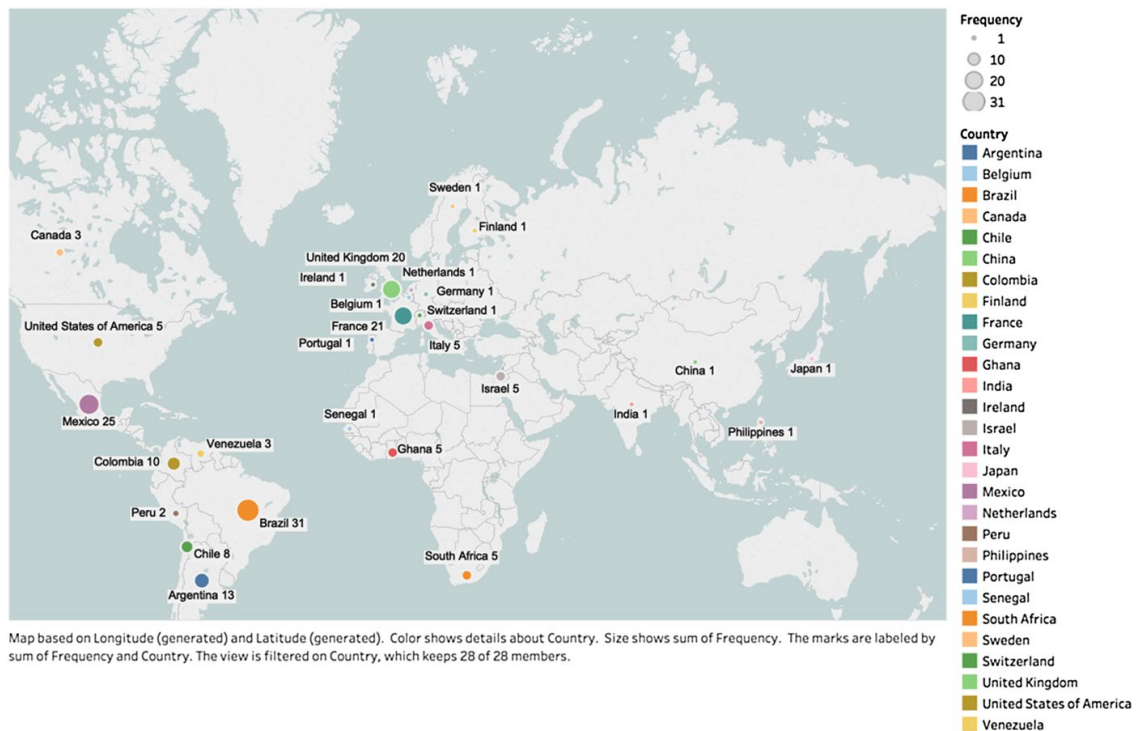 Sweden 1
Finland 1
Canada 3
United Kingdom 20
Netherlands 1
Ireland 1
Germany 1
Belgium 1
Switzerland 1
France 21
United States of America 5
Portugal 1
Italy 5
China 1
Japan 1
Israel 5
Mexico 25
Senegal 1
India 1
Philippines 1
Venezuela 3
Ghana 5
Colombia 10
Peru 2
Brazil 31
Chile 8
South Africa 5
Argentina 13
Map based on Longitude (generated) and Latitude (generated). Color shows details about Country. Size shows sum of Frequency. The marks are labeled by
sum of Frequency and Country. The view is filtered on Country, which keeps 28 of 28 members.
Frequency
1
10
20
31
Country
Argentina
Belgium
Brazil
Canada
Chile
China
Colombia
Finland
France
Germany
Ghana
India
Ireland
Israel
Italy
Japan
Mexico
Netherlands
Peru
Philippines
Portugal
Senegal
South Africa
Sweden
Switzerland
United Kingdom
United States of America
Venezuela